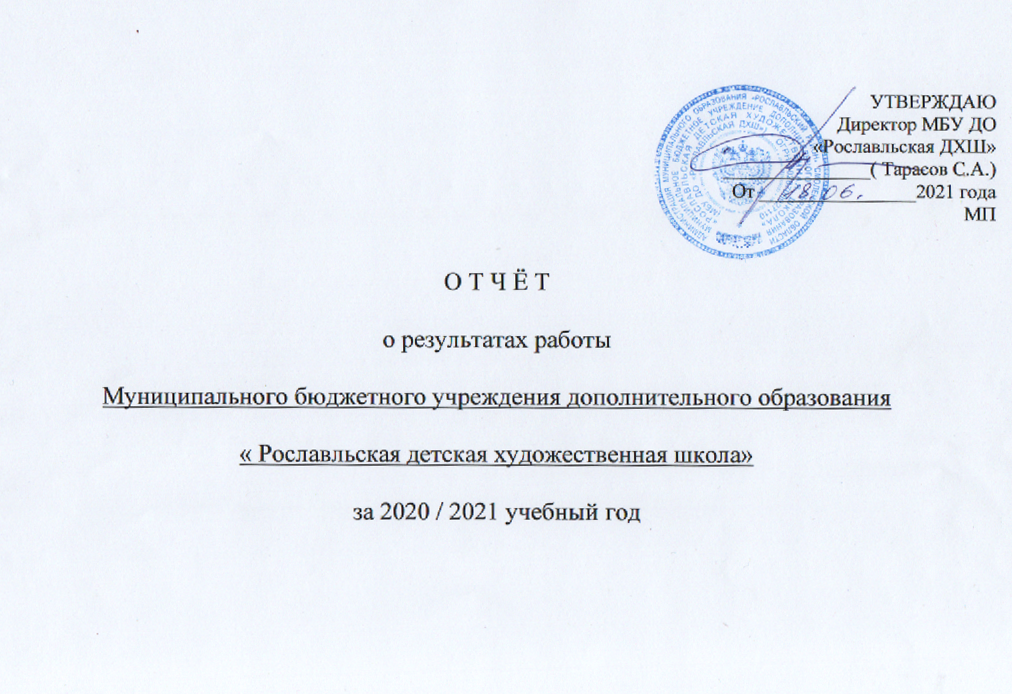 УТВЕРЖДАЮ
Директор МБУ ДО
«Рославльская ДХШ»
( Тарасов С.А.)
От 18.06. 2021 года
МП
О Т Ч Ё Т
о результатах работы
Муниципального бюджетного учреждения дополнительного образования
« Рославльская детская художественная школа»
за 2020 / 2021 учебный год